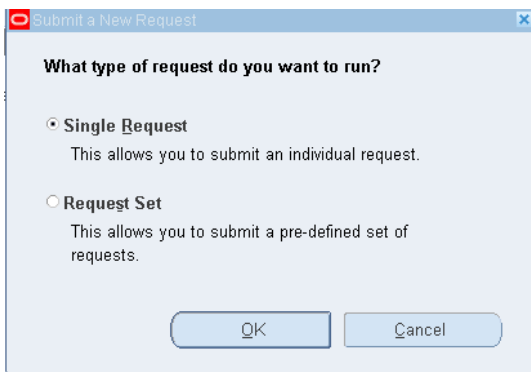 Submit a New Request
What type of request do you want to run?
Single Request
This allows you to submit an individual request.
Request Set
This allows you to submit a pre-defined set of
requests.
OK
Cancel